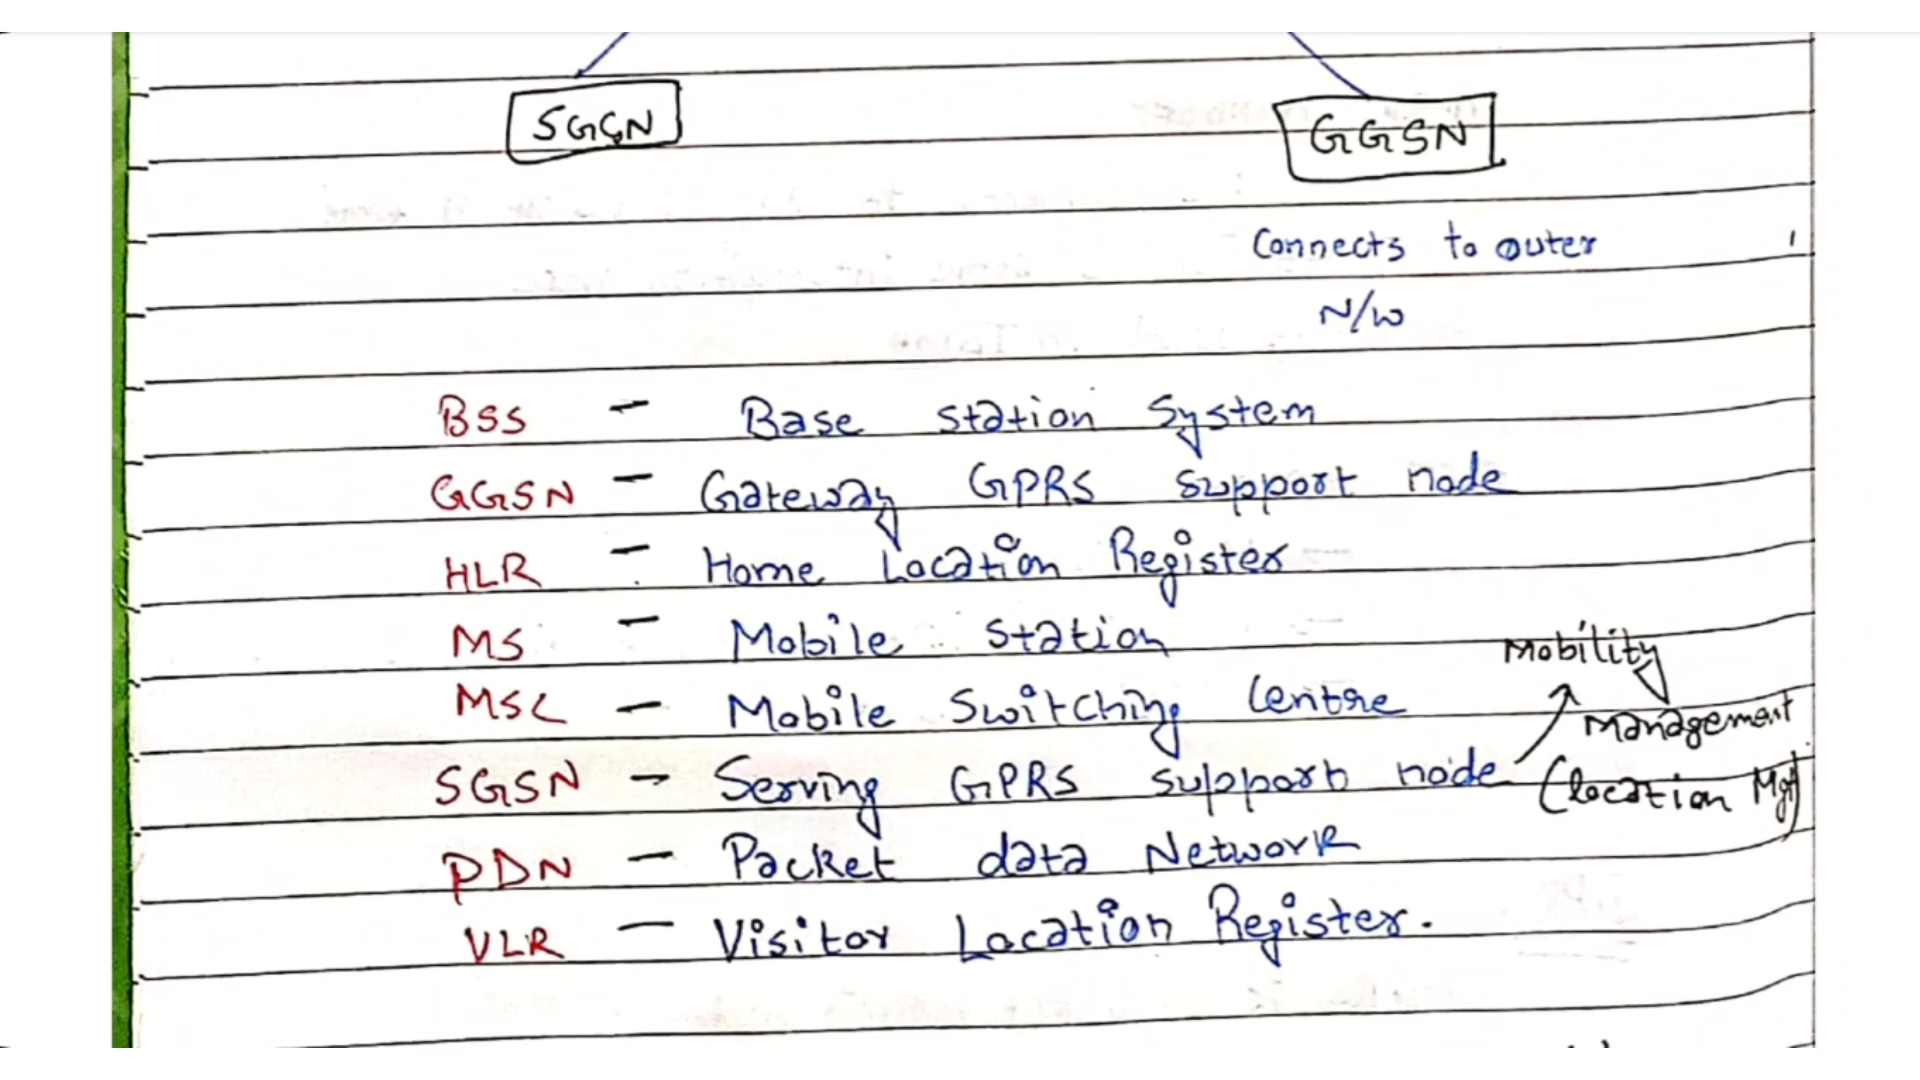 SGSN GGSN
Connects to outer
N/W
BSS - Base station System
GGSN - Gateway GPRS support node
HLR - Home Location Register
MS - Mobile station
MSC - Mobile Switching Centre
SGSN - Serving GPRS support node
Mobility
Management
(location Mgt)
PDN - Packet data Network
VLR - Visitor Location Register.